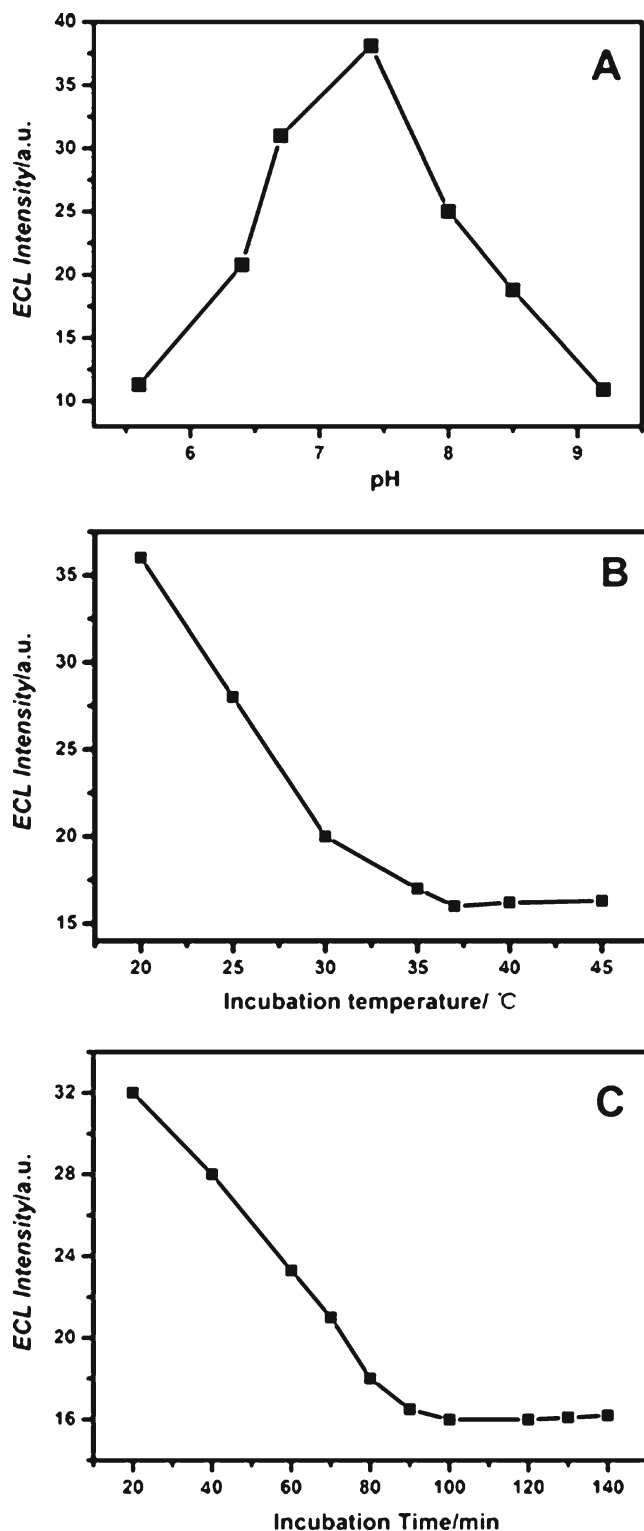 40
A
35
30
25
20
15
10
ECL Intensity/a.u.
6 7 8 9
pH
B
35
30
25
20
15
ECL Intensity/a.u.
20 25 30 35 40 45
Incubation temperature/ ℃
C
32
28
24
20
16
ECL Intensity/a.u.
20 40 60 80 100 120 140
Incubation Time/min